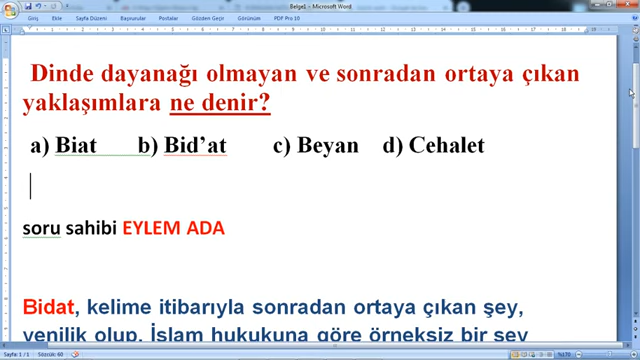 Belge1 - Microsoft Word
Giriş Ekle Sayfa Düzeni Başvurular Postalar Gözden Geçir Görünüm PDF Pro 10
Dinde dayanağı olmayan ve sonradan ortaya çıkan
yaklaşımlara ne denir?
a) Biat b) Bid’at c) Beyan d) Cehalet
soru sahibi EYLEM ADA
Bidat, kelime itibarıyla sonradan ortaya çıkan şey,
yenilik olup, İslam hukukuna göre örneksiz bir şey
Sayfa: 1 / 1 Sözcük: 60 %170